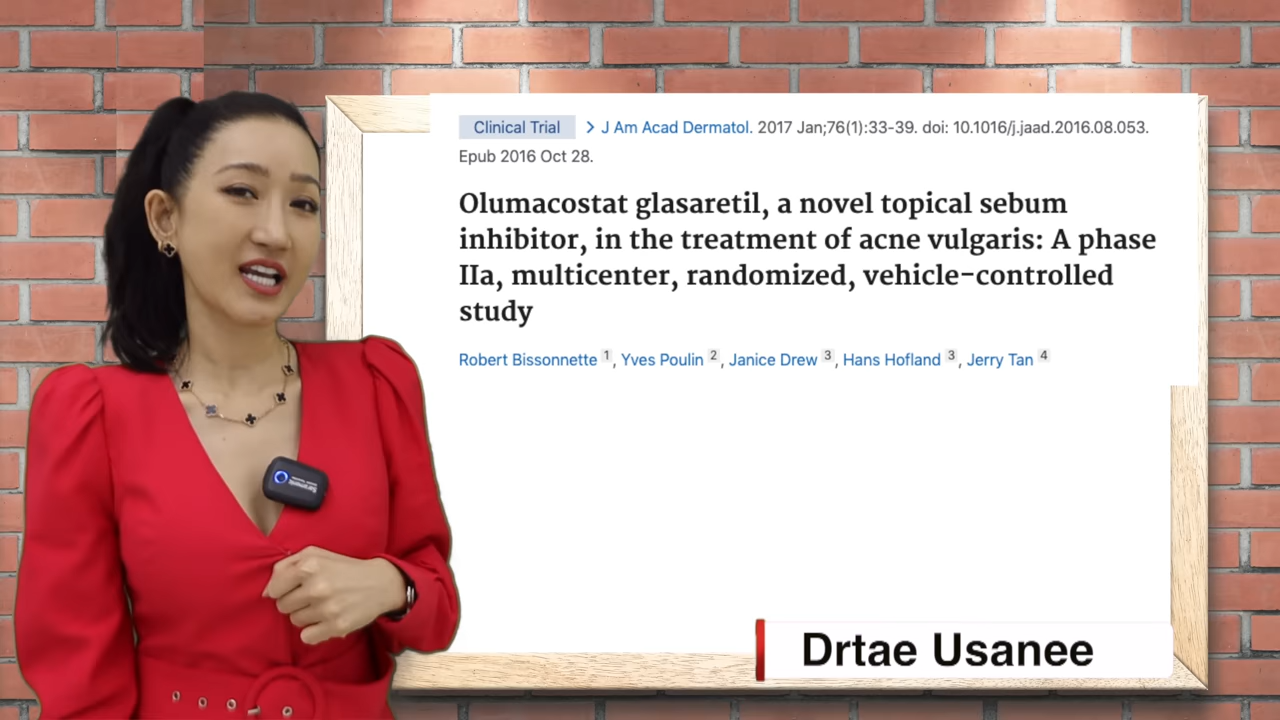 Clinical Trial > J Am Acad Dermatol. 2017 Jan;76(1):33-39. doi: 10.1016/j.jaad.2016.08.053.
Epub 2016 Oct 28.
Olumacostat glasaretil, a novel topical sebum
inhibitor, in the treatment of acne vulgaris: A phase
IIa, multicenter, randomized, vehicle-controlled
study
Robert Bissonnette 1, Yves Poulin 2, Janice Drew 3, Hans Hofland 3, Jerry Tan 4
Saramonic
Drtae Usanee